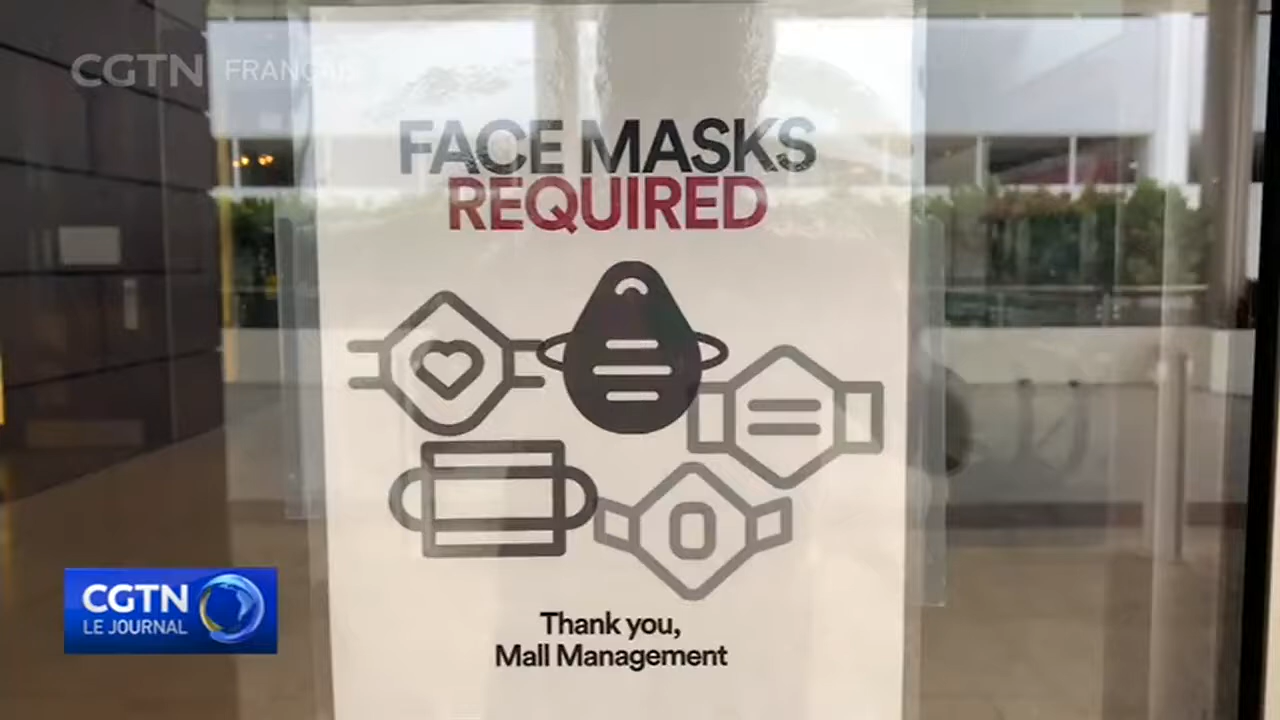 CGTN FRANÇAIS
FACE MASKS
REQUIRED
Thank you,
Mall Management
CGTN
LE JOURNAL